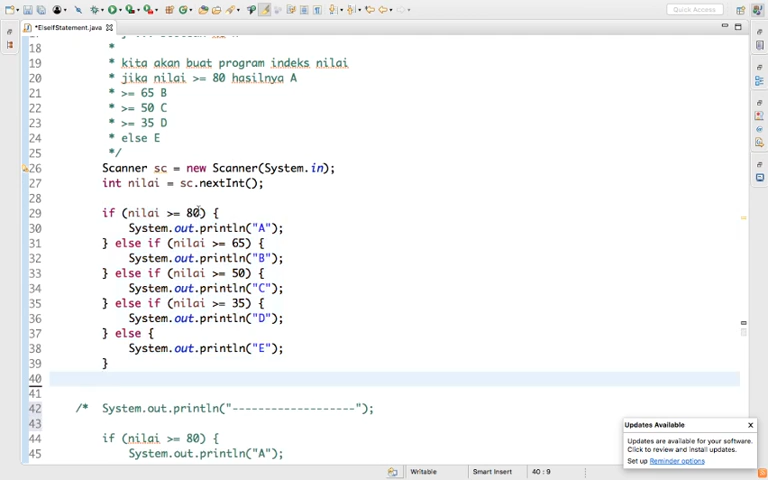 Quick Access
*ElseIfStatement.java
18 *
19 * kita akan buat program indeks nilai
20 * jika nilai >= 80 hasilnya A
21 * >= 65 B
22 * >= 50 C
23 * >= 35 D
24 * else E
25 */
26 Scanner sc = new Scanner(System.in);
27 int nilai = sc.nextInt();
28
29 if (nilai >= 80) {
30 System.out.println("A");
31 } else if (nilai >= 65) {
32 System.out.println("B");
33 } else if (nilai >= 50) {
34 System.out.println("C");
35 } else if (nilai >= 35) {
36 System.out.println("D");
37 } else {
38 System.out.println("E");
39 }
40
41
42 /* System.out.println("-------------------");
43
44 if (nilai >= 80) {
45 System.out.println("A");
Updates Available
Updates are available for your software.
Click to review and install updates.
Set up Reminder options
Writable Smart Insert 40 : 9